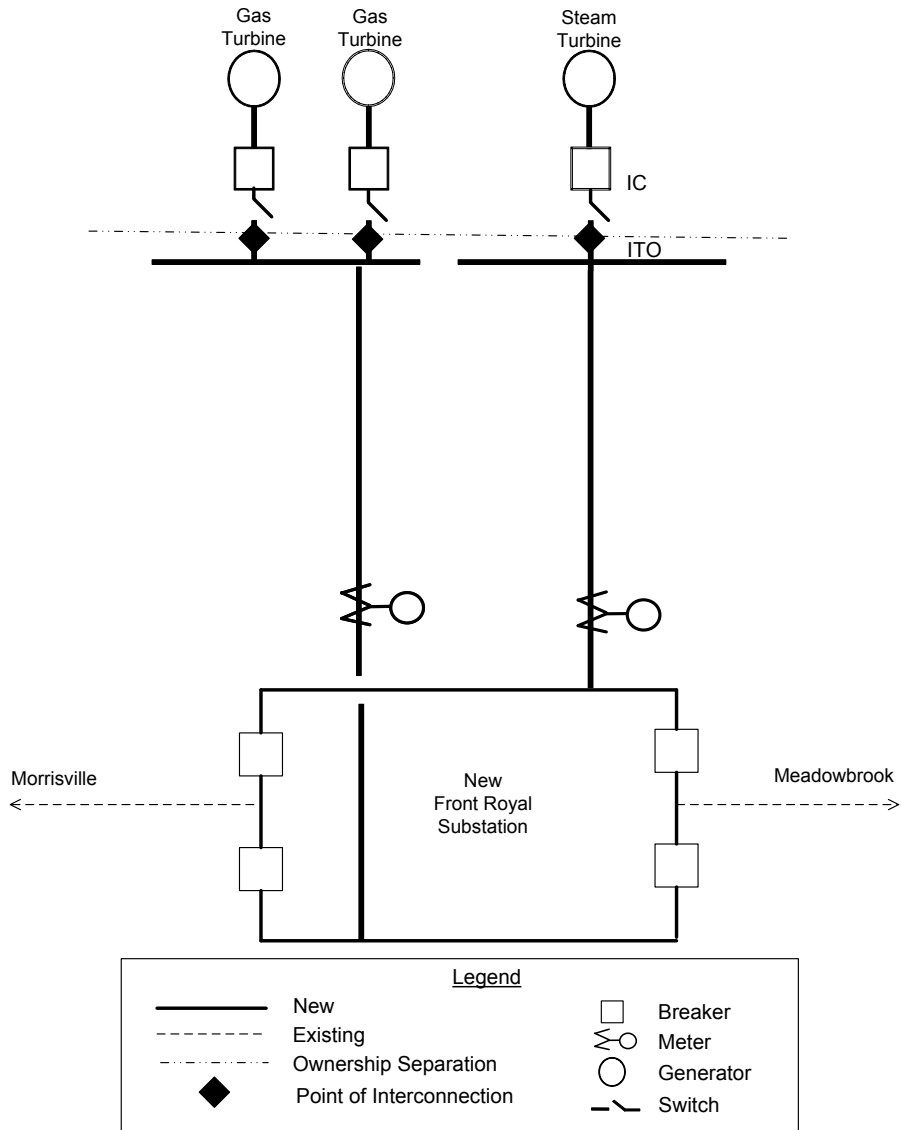 Gas
Turbine
Gas
Turbine
Steam
Turbine
IC
ITO
Morrisville
Meadowbrook
New
Front Royal
Substation
Legend
New
Existing
Ownership Separation
Point of Interconnection
Breaker
Meter
Generator
Switch